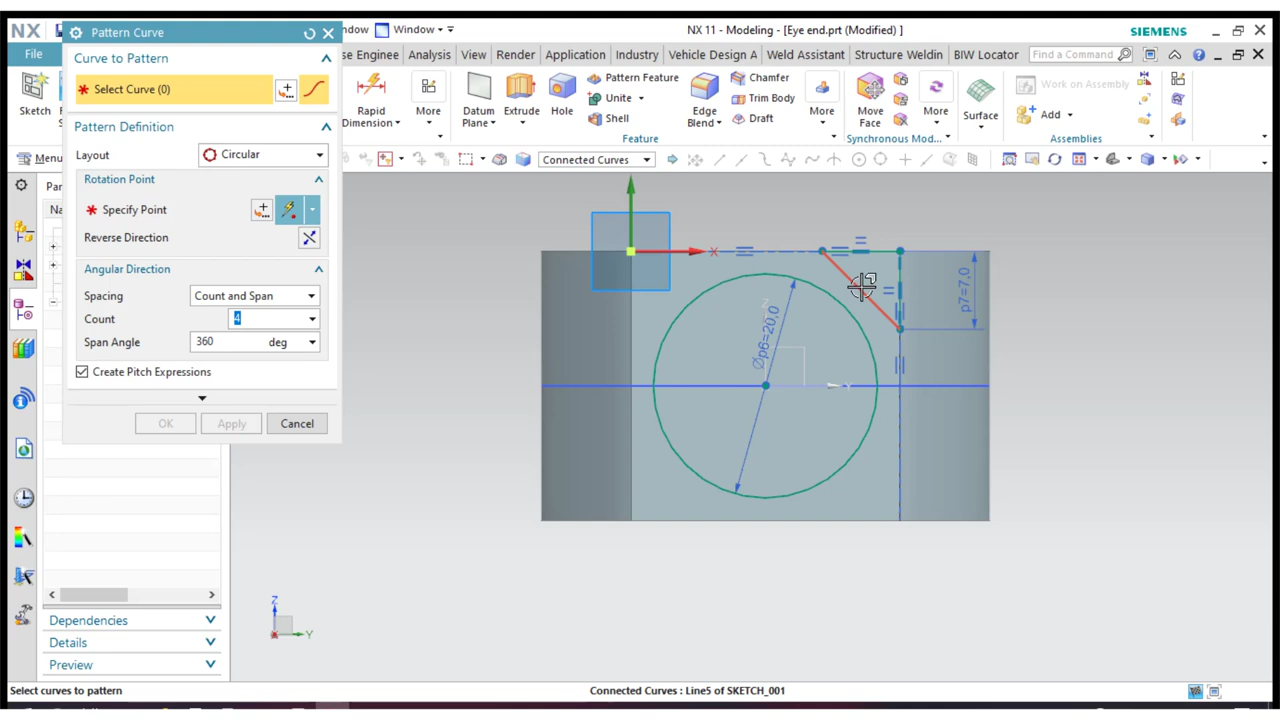 NX
Pattern Curve
ndow
Window
NX 11 - Modeling - [Eye end.prt (Modified) ]
SIEMENS
File
se Enginee
Analysis
View
Render
Application
Industry
Vehicle Design A
Weld Assistant
Structure Weldin
BIW Locator
Find a Command
Curve to Pattern
* Select Curve (0)
Sketch
Pattern Definition
Layout
Circular
Rotation Point
* Specify Point
Reverse Direction
Angular Direction
Spacing
Count and Span
Count
4
Span Angle
360
deg
Create Pitch Expressions
OK
Apply
Cancel
Rapid
Dimension
More
Datum
Plane
Extrude
Hole
Pattern Feature
Unite
Shell
Edge
Blend
Chamfer
Trim Body
Draft
More
Feature
Move
Face
More
Synchronous Mod...
Surface
Work on Assembly
Add
Assemblies
Menu
Connected Curves
Par
Na
X
Z
Y
Øp6=20,0
p7=7,0
Z
Y
Dependencies
Details
Preview
Select curves to pattern
Connected Curves : Line5 of SKETCH_001